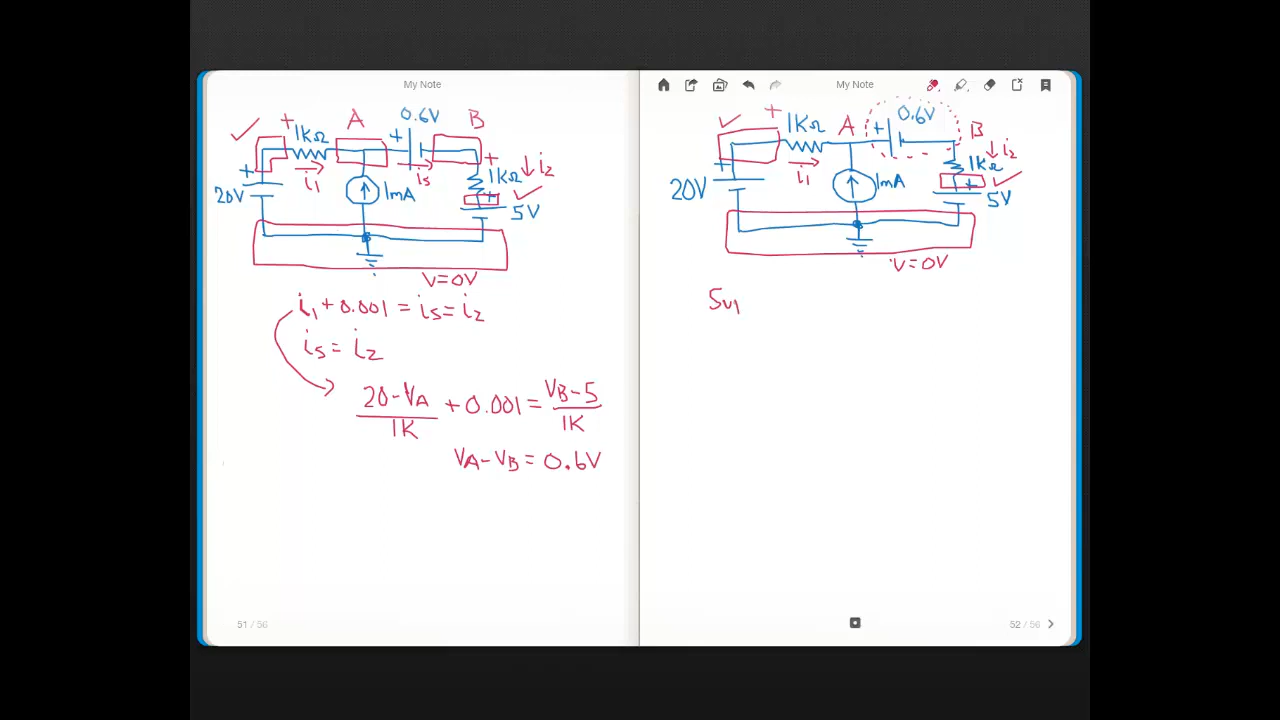 My Note
A
0.6V
B
+
1KΩ
+
+
i2
20V
+
i1
1mA
is
1KΩ
+
5V
V=0V
i1+0.001 = is = i2
is = i2
20-VA/1K + 0.001 = VB-5/1K
VA-VB = 0.6V
51 / 56
My Note
+
1KΩ
A
+
0.6V
B
i2
20V
+
i1
1mA
1KΩ
+
5V
V=0V
52 / 56